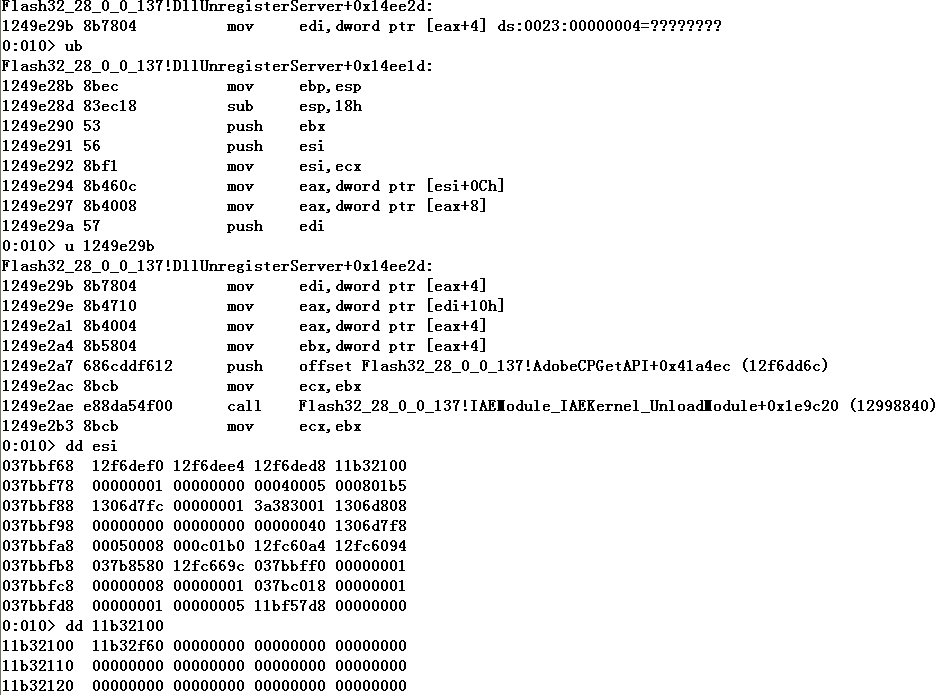 Flash32_28_0_0_137!DllUnregisterServer+0x14ee2d:
1249e29b 8b7804          mov     edi,dword ptr [eax+4] ds:0023:00000004=????????
0:010> ub
Flash32_28_0_0_137!DllUnregisterServer+0x14ee1d:
1249e28b 8bec            mov     ebp,esp
1249e28d 83ec18          sub     esp,18h
1249e290 53              push    ebx
1249e291 56              push    esi
1249e292 8bf1            mov     esi,ecx
1249e294 8b460c          mov     eax,dword ptr [esi+0Ch]
1249e297 8b4008          mov     eax,dword ptr [eax+8]
1249e29a 57              push    edi
0:010> u 1249e29b
Flash32_28_0_0_137!DllUnregisterServer+0x14ee2d:
1249e29b 8b7804          mov     edi,dword ptr [eax+4]
1249e29e 8b4710          mov     eax,dword ptr [edi+10h]
1249e2a1 8b4004          mov     eax,dword ptr [eax+4]
1249e2a4 8b5804          mov     ebx,dword ptr [eax+4]
1249e2a7 686cddf612      push    offset Flash32_28_0_0_137!AdobeCPGetAPI+0x41a4ec (12f6dd6c)
1249e2ac 8bcb            mov     ecx,ebx
1249e2ae e88da54f00      call    Flash32_28_0_0_137!IAEModule_IAEKernel_UnloadModule+0x1e9c20 (12998840)
1249e2b3 8bcb            mov     ecx,ebx
0:010> dd esi
037bbf68  12f6def0 12f6dee4 12f6ded8 11b32100
037bbf78  00000001 00000000 00040005 000801b5
037bbf88  1306d7fc 00000001 3a383001 1306d808
037bbf98  00000000 00000000 00000040 1306d7f8
037bbfa8  00050008 000c01b0 12fc60a4 12fc6094
037bbfb8  037b8580 12fc669c 037bbff0 00000001
037bbfc8  00000008 00000001 037bc018 00000001
037bbfd8  00000001 00000005 11bf57d8 00000000
0:010> dd 11b32100
11b32100  11b32f60 00000000 00000000 00000000
11b32110  00000000 00000000 00000000 00000000
11b32120  00000000 00000000 00000000 00000000